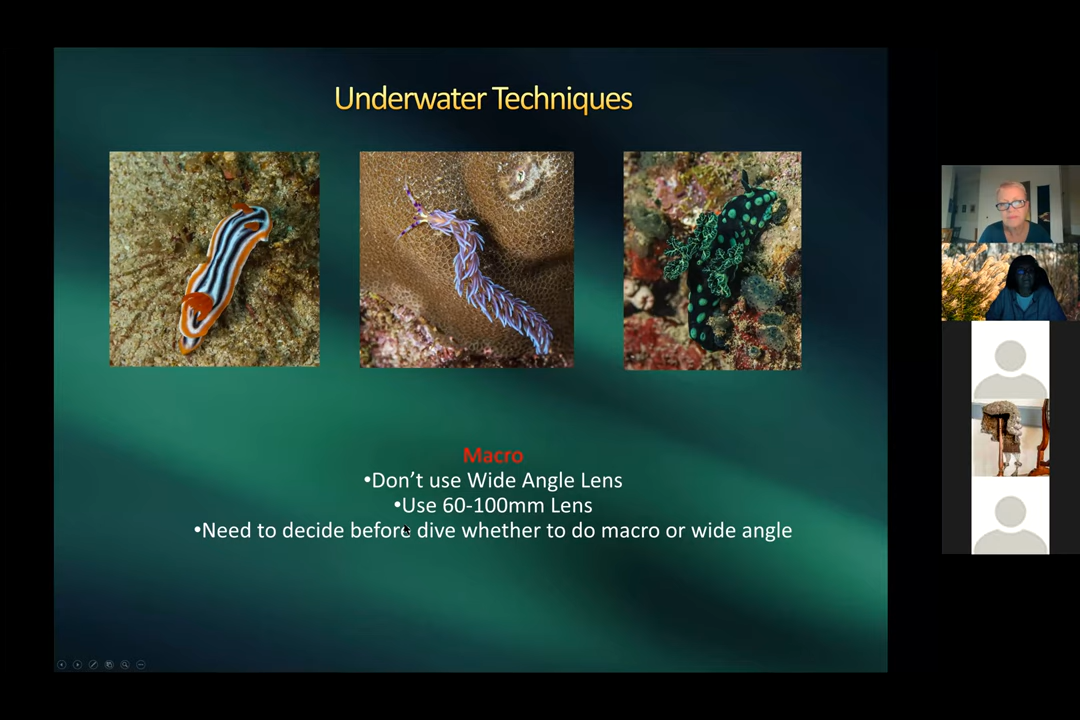 Underwater Techniques
Macro
•Don’t use Wide Angle Lens
•Use 60-100mm Lens
•Need to decide before dive whether to do macro or wide angle